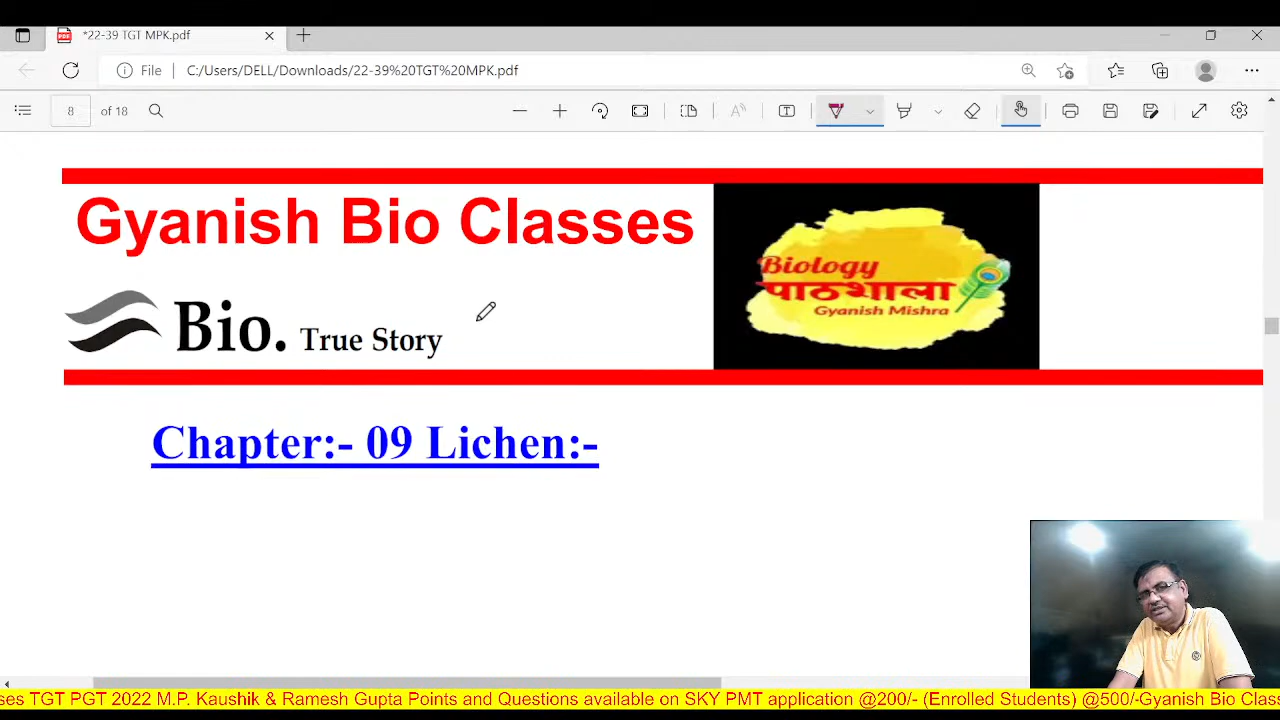 *22-39 TGT MPK.pdf
File C:/Users/DELL/Downloads/22-39%20TGT%20MPK.pdf
8 of 18
Gyanish Bio Classes
Biology
पाठशाला
Gyanish Mishra
Bio. True Story
Chapter:- 09 Lichen:-
ses TGT PGT 2022 M.P. Kaushik & Ramesh Gupta Points and Questions available on SKY PMT application @200/- (Enrolled Students) @500/-Gyanish Bio Clas